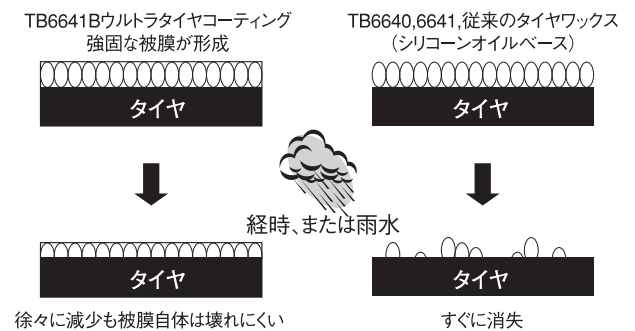 TB6641Bウルトラタイヤコーティング
強固な被膜が形成
タイヤ
TB6640,6641,従来のタイヤワックス
(シリコーンオイルベース)
タイヤ
経時、または雨水
タイヤ
徐々に減少も被膜自体は壊れにくい
タイヤ
すぐに消失